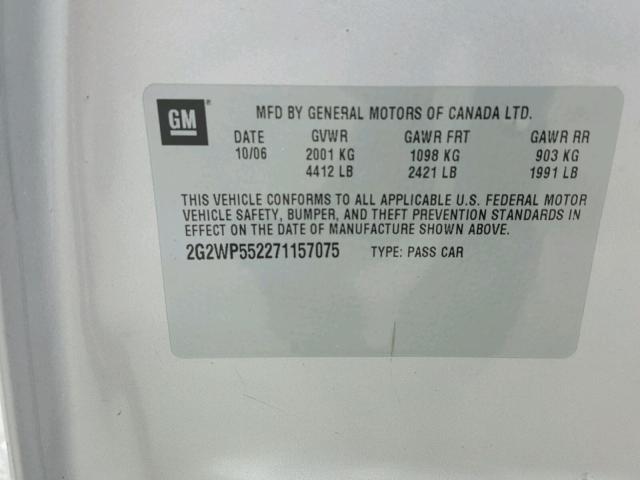 GM
MFD BY GENERAL MOTORS OF CANADA LTD.
DATE GVWR GAWR FRT GAWR RR
10/06 2001 KG 1098 KG 903 KG
4412 LB 2421 LB 1991 LB
THIS VEHICLE CONFORMS TO ALL APPLICABLE U.S. FEDERAL MOTOR
VEHICLE SAFETY, BUMPER, AND THEFT PREVENTION STANDARDS IN
EFFECT ON THE DATE OF MANUFACTURE SHOWN ABOVE.
2G2WP552271157075 TYPE: PASS CAR